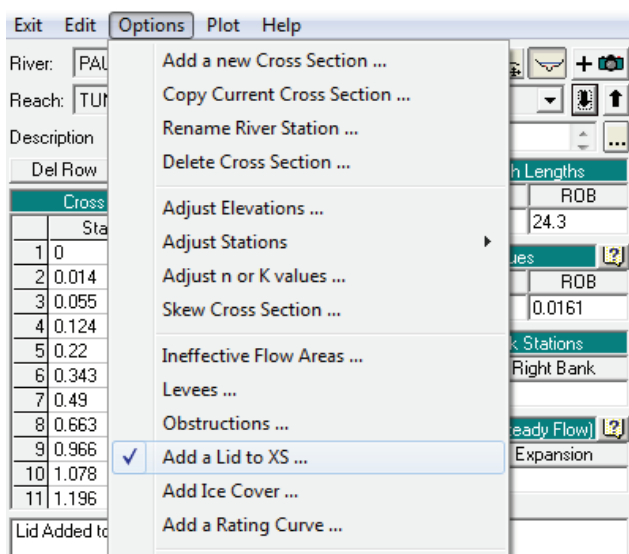 Exit Edit Options Plot Help
River: PAU
Reach: TUN
Description
Del Row
Cross
Sta
1 0
2 0.014
3 0.055
4 0.124
5 0.22
6 0.343
7 0.49
8 0.663
9 0.966
10 1.078
11 1.196
Lid Added to
Add a new Cross Section ...
Copy Current Cross Section ...
Rename River Station ...
Delete Cross Section ...
Adjust Elevations ...
Adjust Stations
Adjust n or K values ...
Skew Cross Section ...
Ineffective Flow Areas ...
Levees ...
Obstructions ...
Add a Lid to XS ...
Add Ice Cover ...
Add a Rating Curve ...
...
h Lengths
ROB
24.3
ues
ROB
0.0161
k Stations
Right Bank
eady Flow)
Expansion